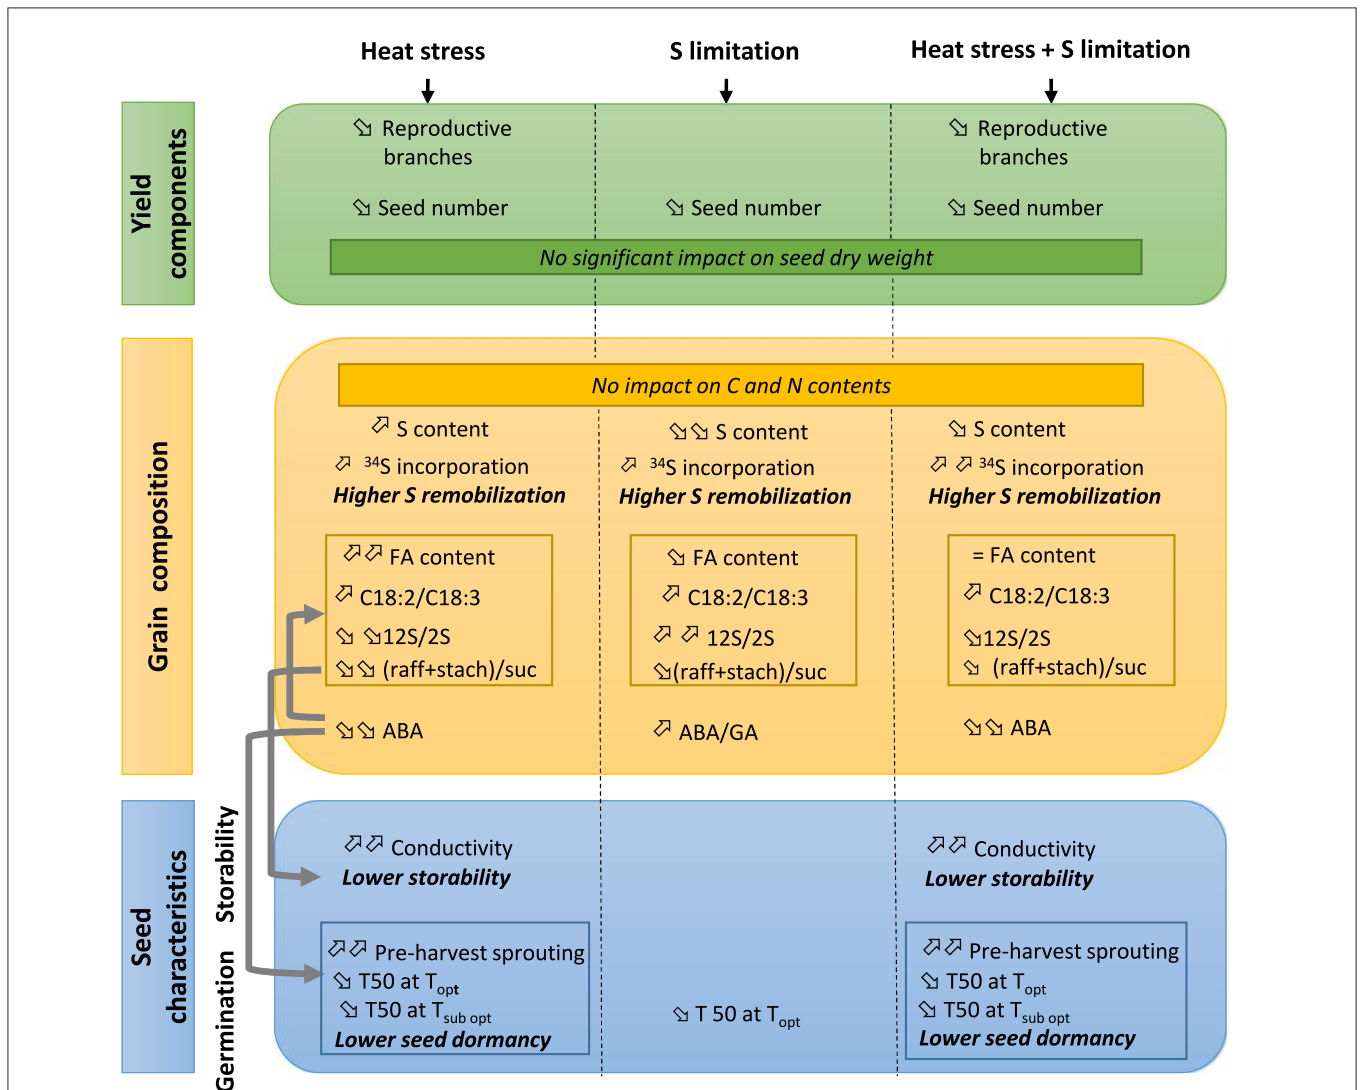 Heat stress
S limitation
Heat stress + S limitation
Yield
components
↘ Reproductive
branches
↘ Reproductive
branches
↘ Seed number
↘ Seed number
↘ Seed number
No significant impact on seed dry weight
Grain composition
No impact on C and N contents
↗ S content
↘↘ S content
↘ S content
↗ ³⁴S incorporation
Higher S remobilization
↗ ³⁴S incorporation
Higher S remobilization
↗ ↗ ³⁴S incorporation
Higher S remobilization
↗↗ FA content
↗ C18:2/C18:3
↘ ↘12S/2S
↘↘ (raff+stach)/suc
↘ FA content
↗ C18:2/C18:3
↗ ↗ 12S/2S
↘(raff+stach)/suc
= FA content
↗ C18:2/C18:3
↘12S/2S
↘ (raff+stach)/suc
↘↘ ABA
↗ ABA/GA
↘↘ ABA
Seed
characteristics
Storability
Germination
↗↗ Conductivity
Lower storability
↗↗ Conductivity
Lower storability
↗↗ Pre-harvest sprouting
↘ T50 at Topt
↘ T50 at Tsub opt
Lower seed dormancy
↘ T 50 at Topt
↗↗ Pre-harvest sprouting
↘ T50 at Topt
↘ T50 at Tsub opt
Lower seed dormancy